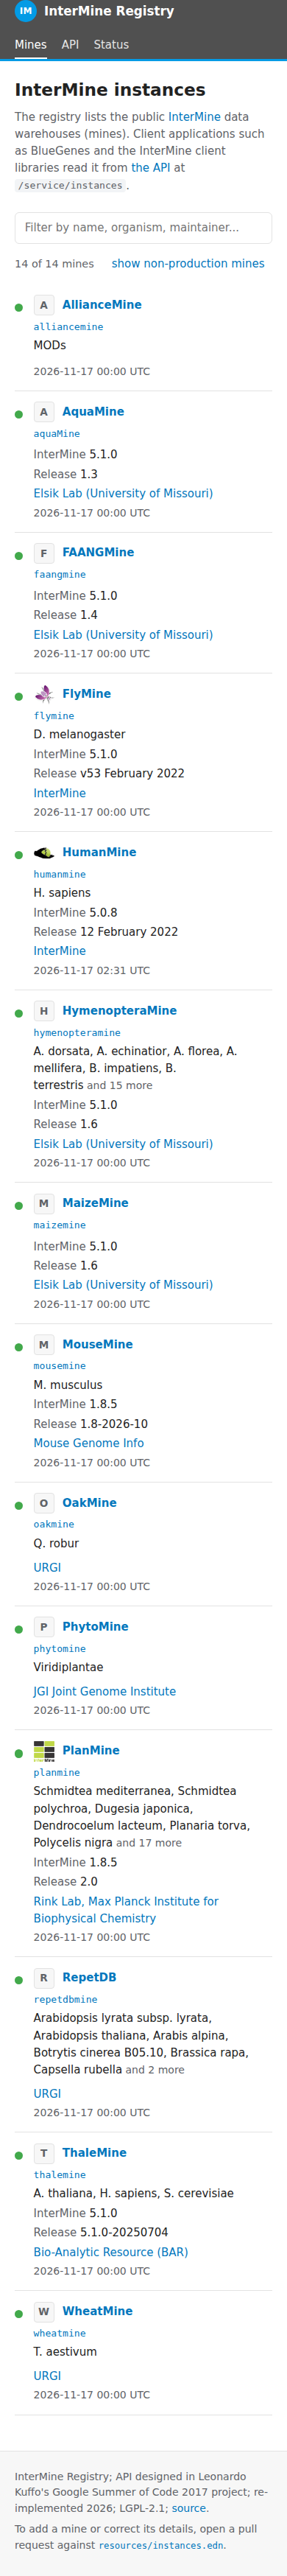 IM InterMine Registry
Mines API Status
InterMine instances
The registry lists the public InterMine data
warehouses (mines). Client applications such
as BlueGenes and the InterMine client
libraries read it from the API at
/service/instances .
Filter by name, organism, maintainer...
14 of 14 mines show non-production mines
A AllianceMine
alliancemine
MODs
2026-11-17 00:00 UTC
A AquaMine
aquaMine
InterMine 5.1.0
Release 1.3
Elsik Lab (University of Missouri)
2026-11-17 00:00 UTC
F FAANGMine
faangmine
InterMine 5.1.0
Release 1.4
Elsik Lab (University of Missouri)
2026-11-17 00:00 UTC
FlyMine
flymine
D. melanogaster
InterMine 5.1.0
Release v53 February 2022
InterMine
2026-11-17 00:00 UTC
HumanMine
humanmine
H. sapiens
InterMine 5.0.8
Release 12 February 2022
InterMine
2026-11-17 02:31 UTC
H HymenopteraMine
hymenopteramine
A. dorsata, A. echinatior, A. florea, A.
mellifera, B. impatiens, B.
terrestris and 15 more
InterMine 5.1.0
Release 1.6
Elsik Lab (University of Missouri)
2026-11-17 00:00 UTC
M MaizeMine
maizemine
InterMine 5.1.0
Release 1.6
Elsik Lab (University of Missouri)
2026-11-17 00:00 UTC
M MouseMine
mousemine
M. musculus
InterMine 1.8.5
Release 1.8-2026-10
Mouse Genome Info
2026-11-17 00:00 UTC
O OakMine
oakmine
Q. robur
URGI
2026-11-17 00:00 UTC
P PhytoMine
phytomine
Viridiplantae
JGI Joint Genome Institute
2026-11-17 00:00 UTC
PlanMine
planmine
Schmidtea mediterranea, Schmidtea
polychroa, Dugesia japonica,
Dendrocoelum lacteum, Planaria torva,
Polycelis nigra and 17 more
InterMine 1.8.5
Release 2.0
Rink Lab, Max Planck Institute for
Biophysical Chemistry
2026-11-17 00:00 UTC
R RepetDB
repetdbmine
Arabidopsis lyrata subsp. lyrata,
Arabidopsis thaliana, Arabis alpina,
Botrytis cinerea B05.10, Brassica rapa,
Capsella rubella and 2 more
URGI
2026-11-17 00:00 UTC
T ThaleMine
thalemine
A. thaliana, H. sapiens, S. cerevisiae
InterMine 5.1.0
Release 5.1.0-20250704
Bio-Analytic Resource (BAR)
2026-11-17 00:00 UTC
W WheatMine
wheatmine
T. aestivum
URGI
2026-11-17 00:00 UTC
InterMine Registry; API designed in Leonardo
Kuffo's Google Summer of Code 2017 project; re-
implemented 2026; LGPL-2.1; source.
To add a mine or correct its details, open a pull
request against resources/instances.edn.